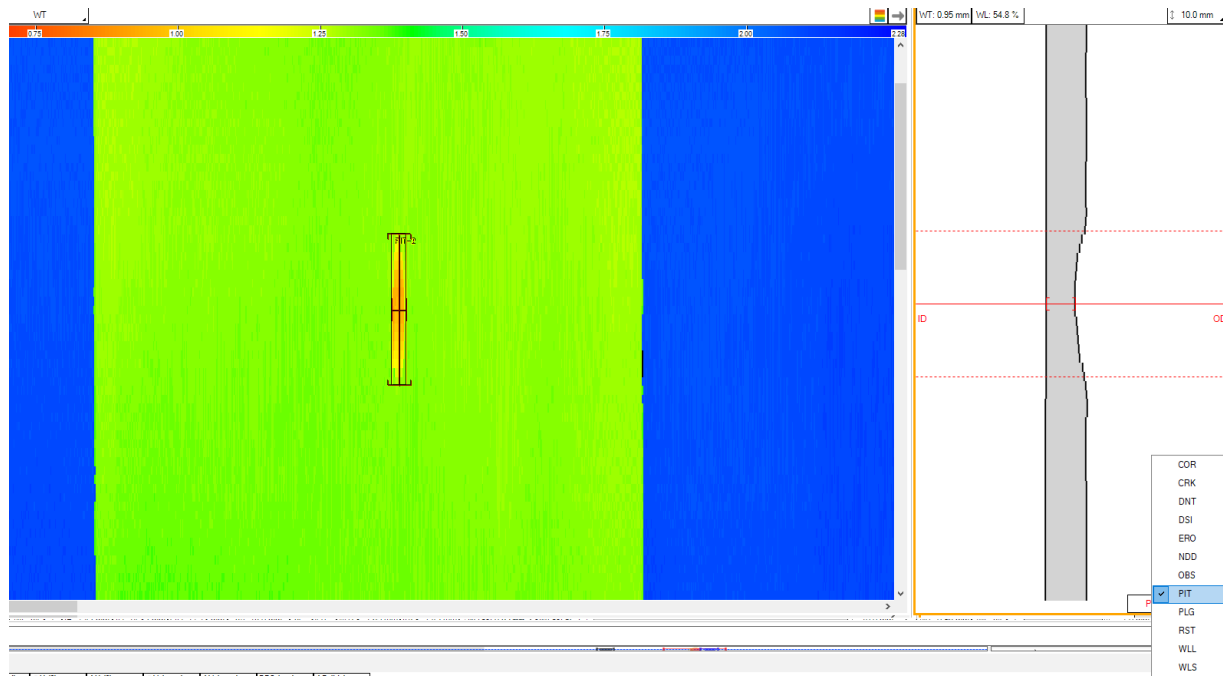 WT
WT: 0.95 mm WL: 54.8 %
10.0 mm
0.75 1.00 1.25 1.50 1.75 2.00 2.28
ID
OD
COR
CRK
DNT
DSI
ERO
NDD
OBS
PIT
PLG
RST
WLL
WLS